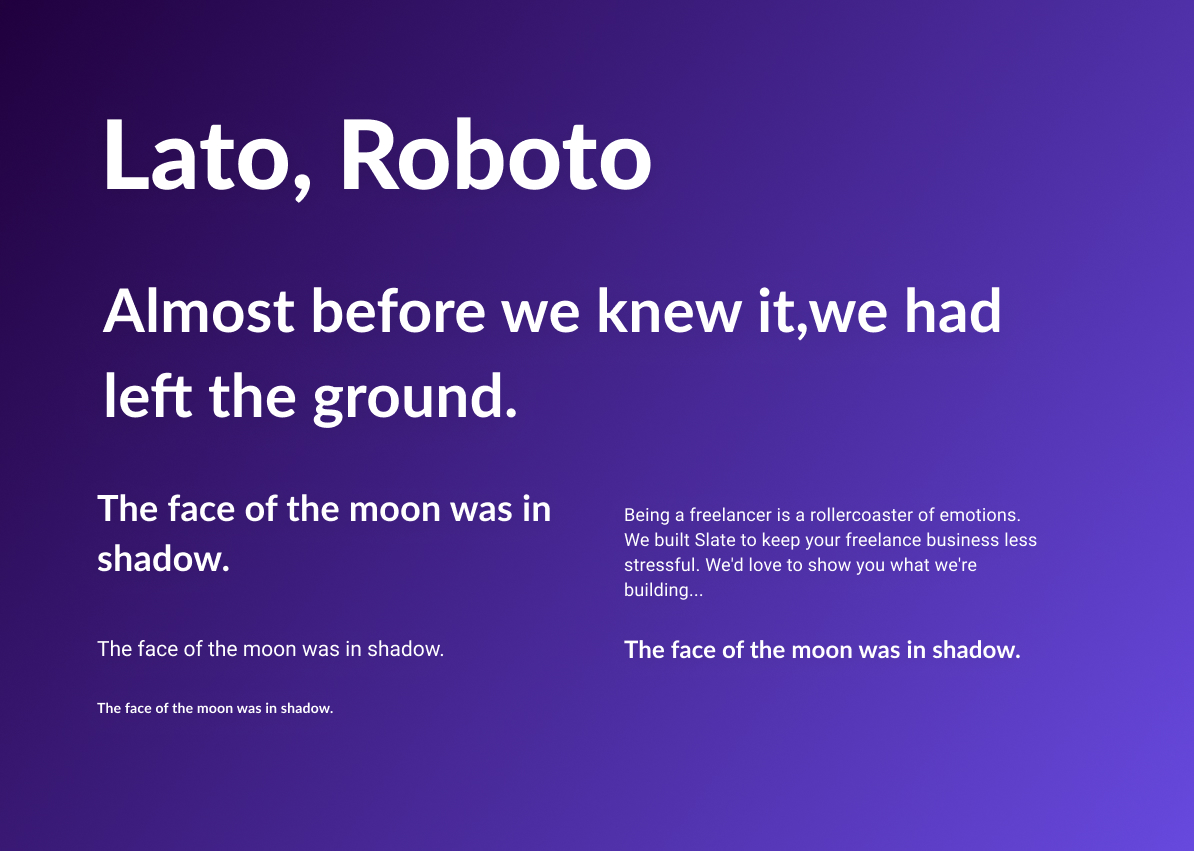 Lato, Roboto
Almost before we knew it,we had
left the ground.
The face of the moon was in
shadow.
Being a freelancer is a rollercoaster of emotions.
We built Slate to keep your freelance business less
stressful. We'd love to show you what we're
building...
The face of the moon was in shadow.
The face of the moon was in shadow.
The face of the moon was in shadow.